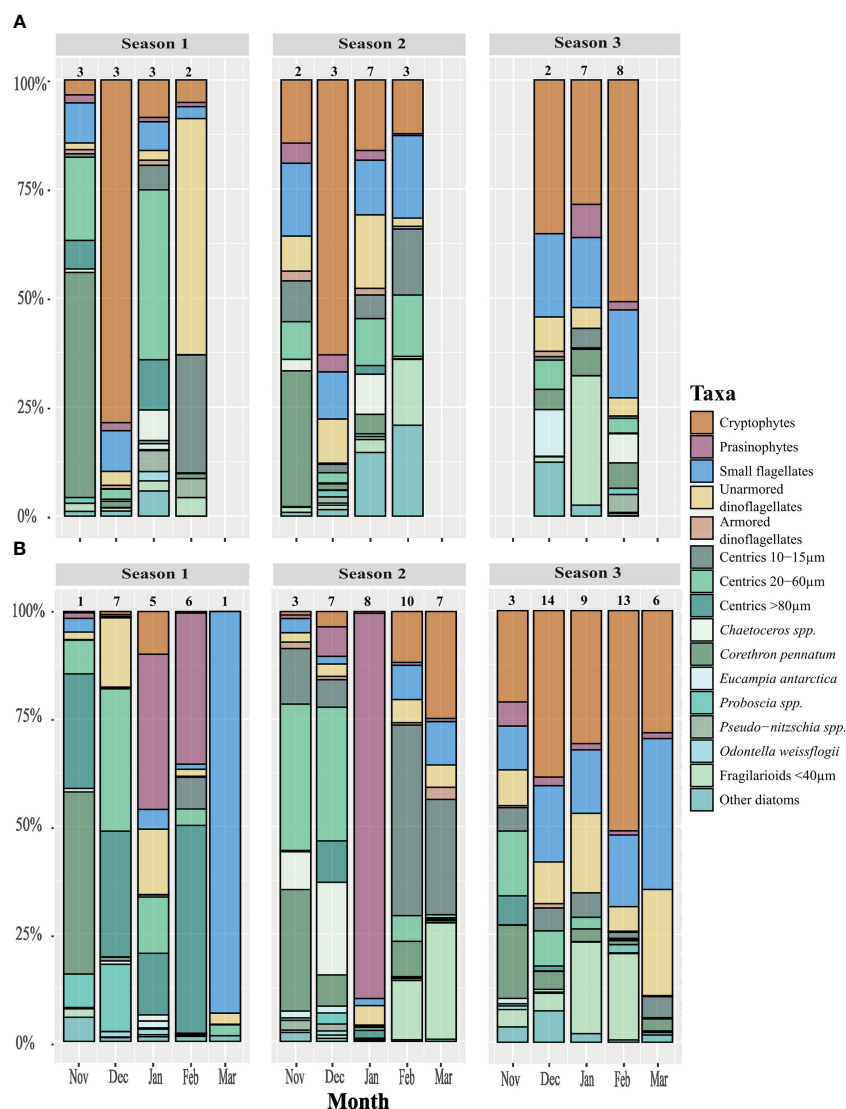 A
Season 1 Season 2 Season 3
3 3 3 2 2 3 7 3 2 7 8
100%
75%
50%
25%
0%
B
Season 1 Season 2 Season 3
1 7 5 6 1 3 7 8 10 7 3 14 9 13 6
100%
75%
50%
25%
0%
Nov Dec Jan Feb Mar Nov Dec Jan Feb Mar Nov Dec Jan Feb Mar
Month
Taxa
Cryptophytes
Prasinophytes
Small flagellates
Unarmored
dinoflagellates
Armored
dinoflagellates
Centrics 10−15µm
Centrics 20−60µm
Centrics >80µm
Chaetoceros spp.
Corethron pennatum
Eucampia antarctica
Proboscia spp.
Pseudo−nitzschia spp.
Odontella weissflogii
Fragilarioids <40µm
Other diatoms